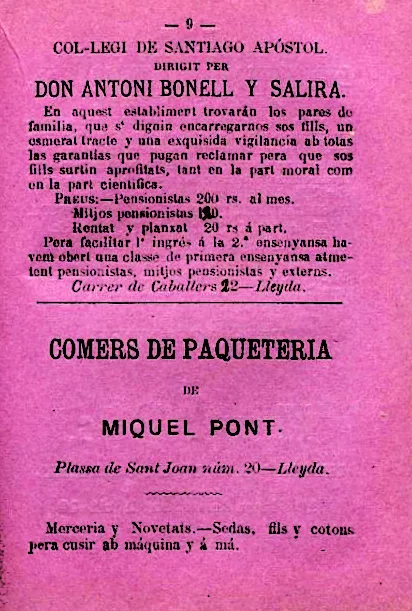 — 9 —
COL-LEGI DE SANTIAGO APÓSTOL.
DIRIGIT PER
DON ANTONI BONELL Y SALIRA.
En aquest establiment trovarán los pares de
familia, que s' dignin encarregarnos sos fills, un
esmerat tracte y una exquisida vigilancia ab totas
las garantías que pugan reclamar pera que sos
fills surtin aprofitats, tant en la part moral com
en la part científica.
PREUS:—Pensionistas 200 rs. al mes.
Mitjos pensionistas
Rentat y planxat 20 rs á part.
Pera facilitar l' ingrés á la 2.ª ensenyansa ha-
vem obert una classe de primera ensenyansa atme-
tent pensionistas, mitjos pensionistas y externs.
Carrer de Caballers 22—Lleyda.
COMERS DE PAQUETERIA
DE
MIQUEL PONT.
Plassa de Sant Joan núm. 20—Lleyda.
Merceria y Novetats.—Sedas, fils y cotons
pera cusir ab máquina y á má.